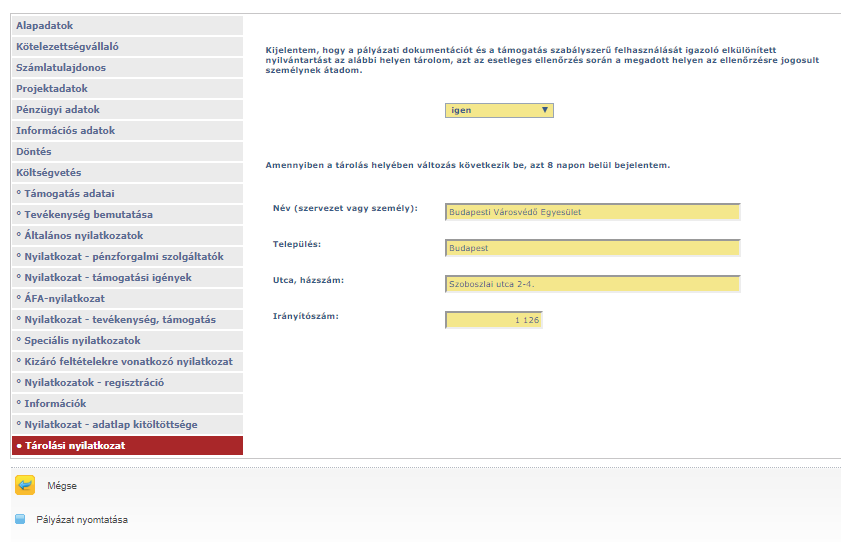 Alapadatok
Kötelezettségvállaló
Számlatulajdonos
Projektadatok
Pénzügyi adatok
Információs adatok
Döntés
Költségvetés
° Támogatás adatai
° Tevékenység bemutatása
° Általános nyilatkozatok
° Nyilatkozat - pénzforgalmi szolgáltatók
° Nyilatkozat - támogatási igények
° ÁFA-nyilatkozat
° Nyilatkozat - tevékenység, támogatás
° Speciális nyilatkozatok
° Kizáró feltételekre vonatkozó nyilatkozat
° Nyilatkozatok - regisztráció
° Információk
° Nyilatkozat - adatlap kitöltöttsége
• Tárolási nyilatkozat
Kijelentem, hogy a pályázati dokumentációt és a támogatás szabályszerű felhasználását igazoló elkülönített
nyilvántartást az alábbi helyen tárolom, azt az esetleges ellenőrzés során a megadott helyen az ellenőrzésre jogosult
személynek átadom.
igen
Amennyiben a tárolás helyében változás következik be, azt 8 napon belül bejelentem.
Név (szervezet vagy személy): Budapesti Városvédő Egyesület
Település: Budapest
Utca, házszám: Szoboszlai utca 2-4.
Irányítószám: 1 126
Mégse
Pályázat nyomtatása